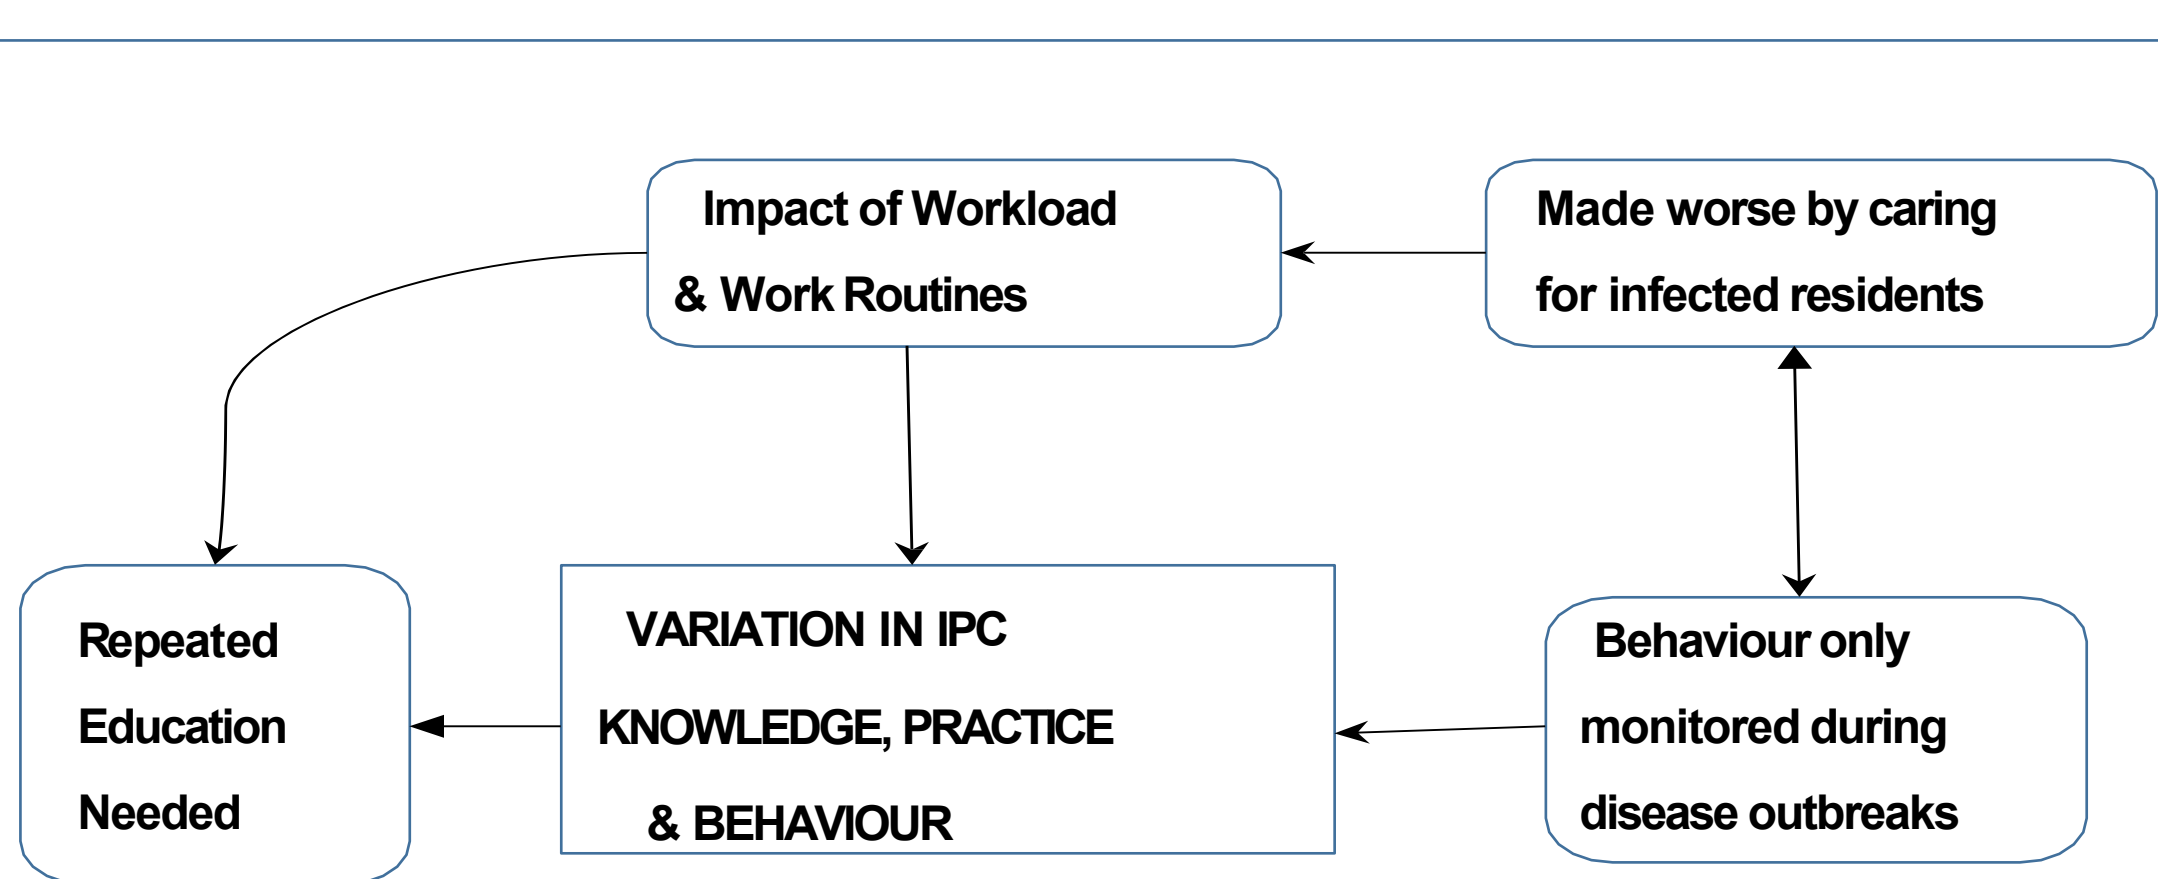 Impact of Workload
& Work Routines
Made worse by caring
for infected residents
Repeated
Education
Needed
VARIATION IN IPC
KNOWLEDGE, PRACTICE
& BEHAVIOUR
Behaviour only
monitored during
disease outbreaks